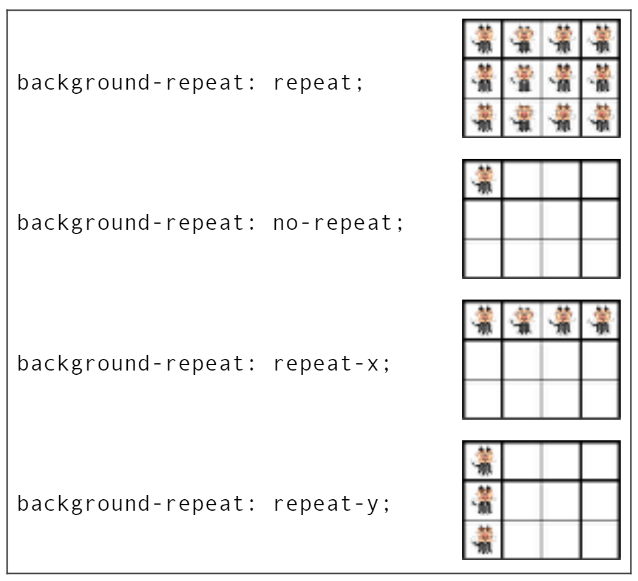 background-repeat: repeat;
background-repeat: no-repeat;
background-repeat: repeat-x;
background-repeat: repeat-y;